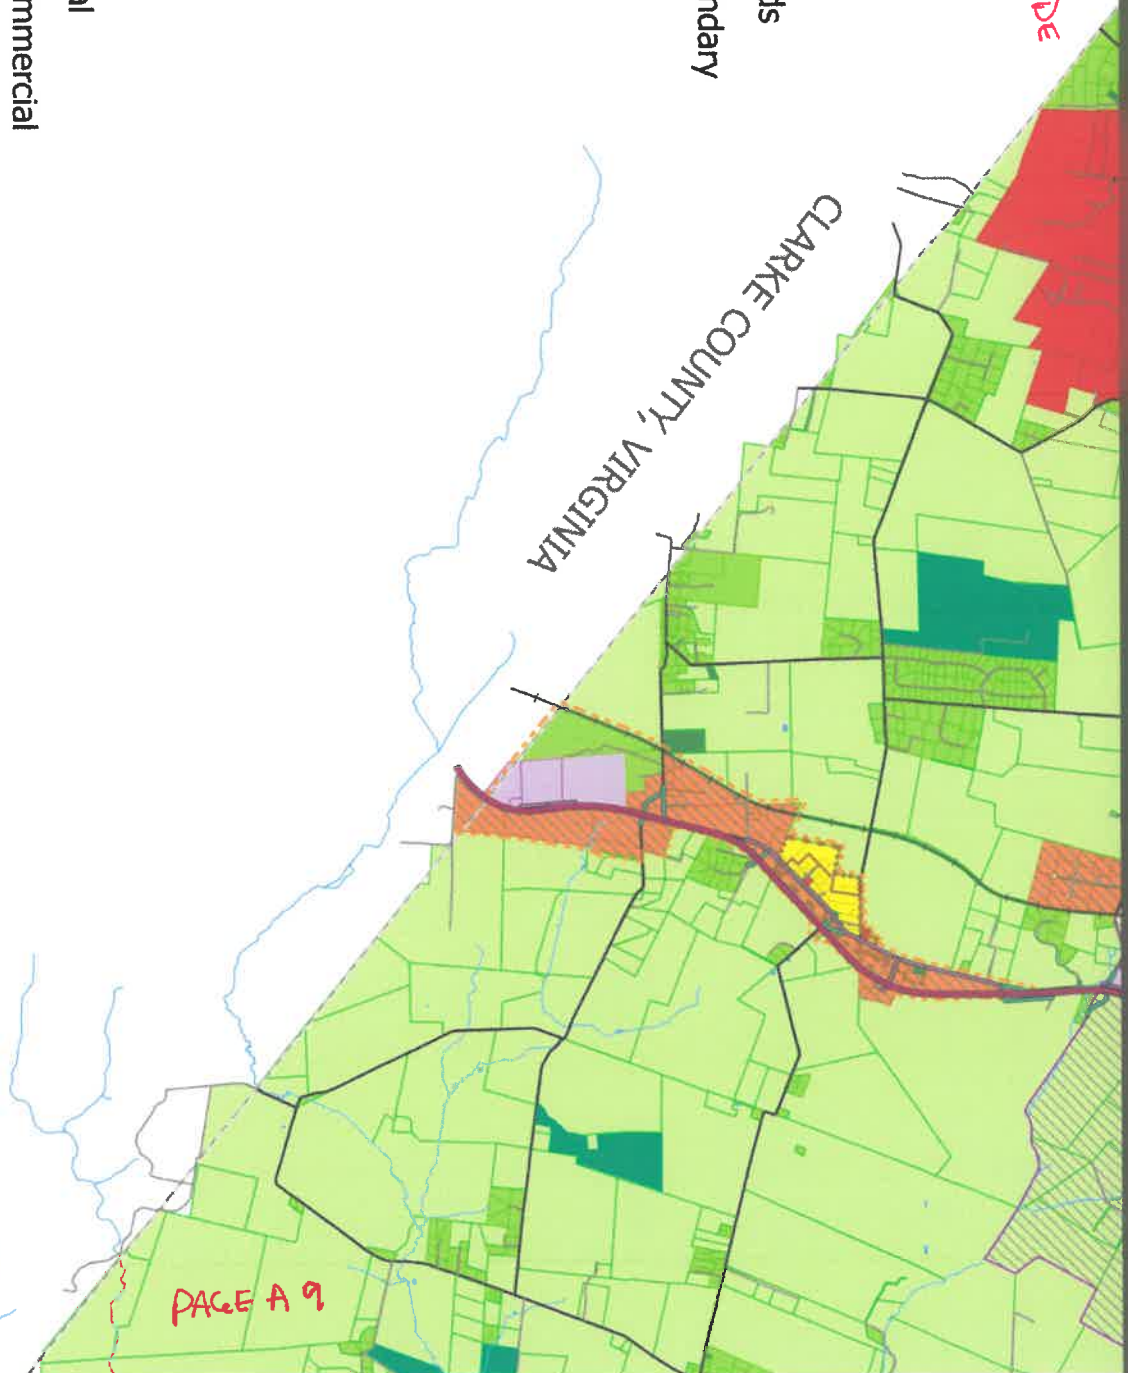 DE
ds
ndary
al
mmercial
CLARKE COUNTY, VIRGINIA
PAGE A 9